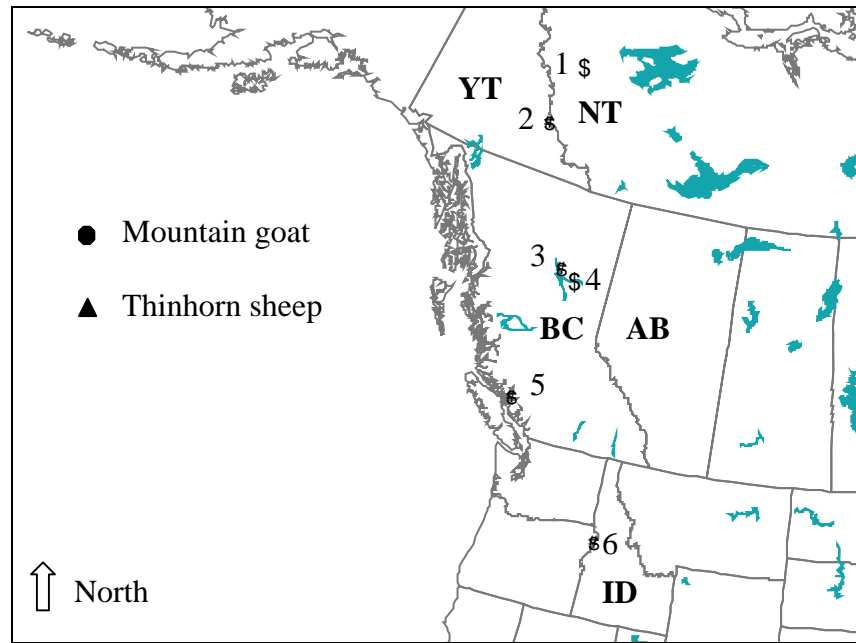 1 $
YT
2 $ NT
Mountain goat
3 $
$ 4
Thinhorn sheep
BC AB
5
$
$ 6
North
ID